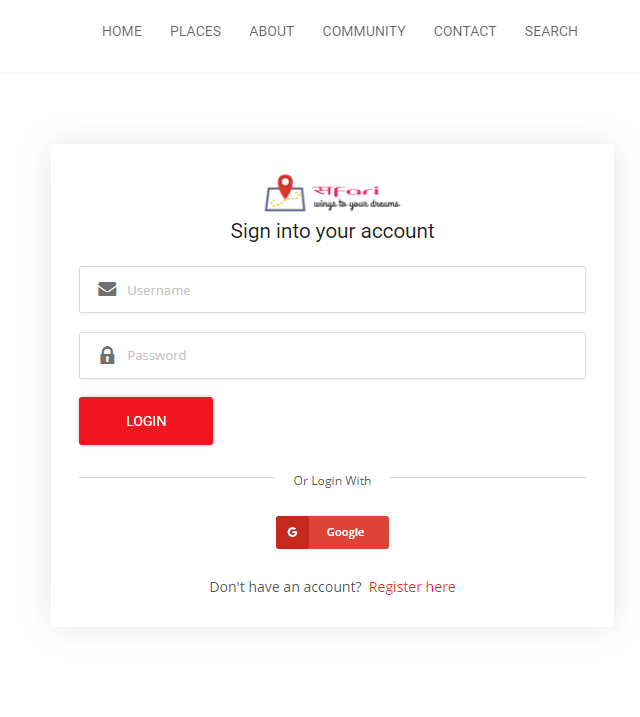 HOME PLACES ABOUT COMMUNITY CONTACT SEARCH
सfari
wings to your dreams
Sign into your account
Username
Password
LOGIN
Or Login With
G Google
Don't have an account? Register here